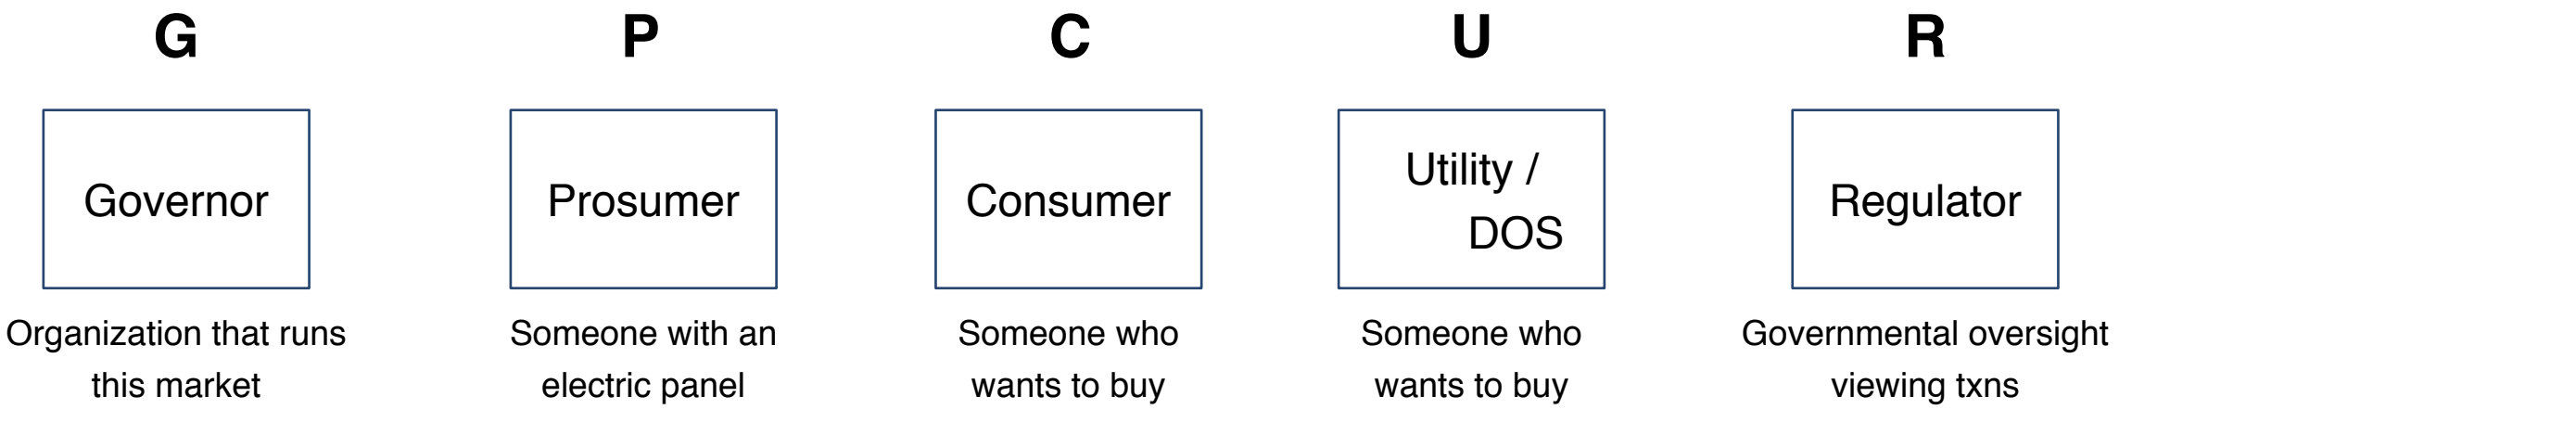 G
P
C
U
R
Governor
Prosumer
Consumer
Utility /
DOS
Regulator
Organization that runs
this market
Someone with an
electric panel
Someone who
wants to buy
Someone who
wants to buy
Governmental oversight
viewing txns